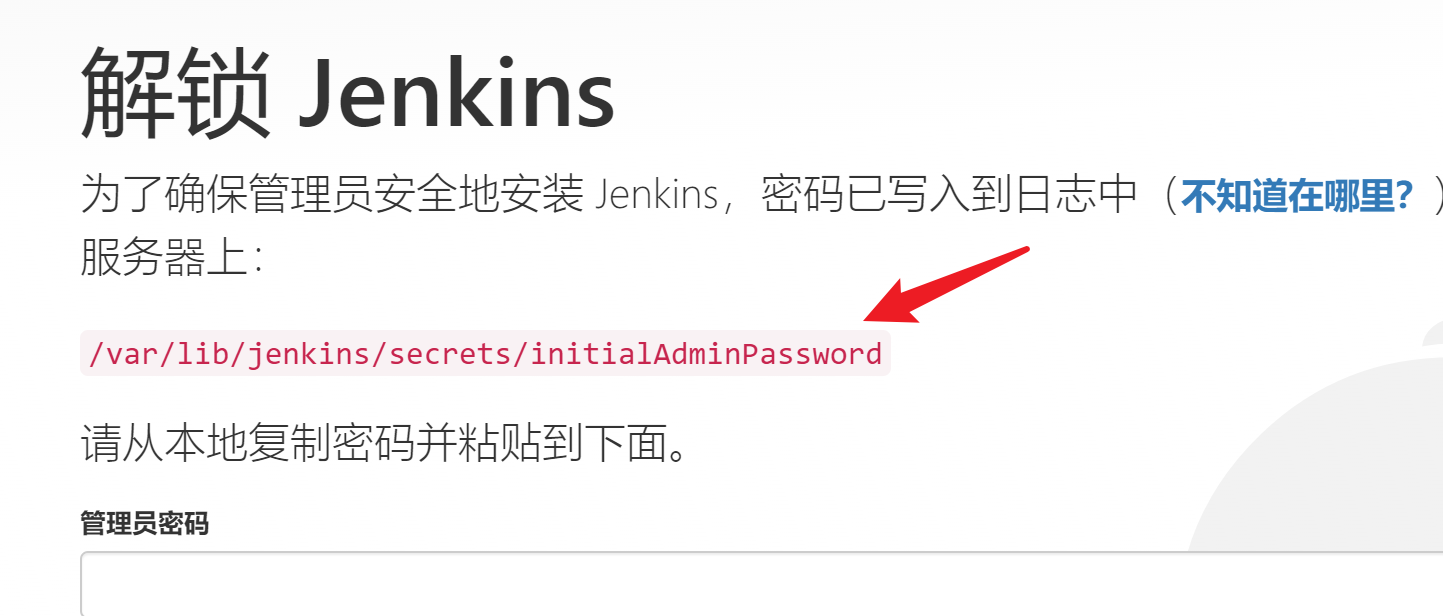 解锁 Jenkins
为了确保管理员安全地安装 Jenkins，密码已写入到日志中（不知道在哪里？）
服务器上：
/var/lib/jenkins/secrets/initialAdminPassword
请从本地复制密码并粘贴到下面。
管理员密码